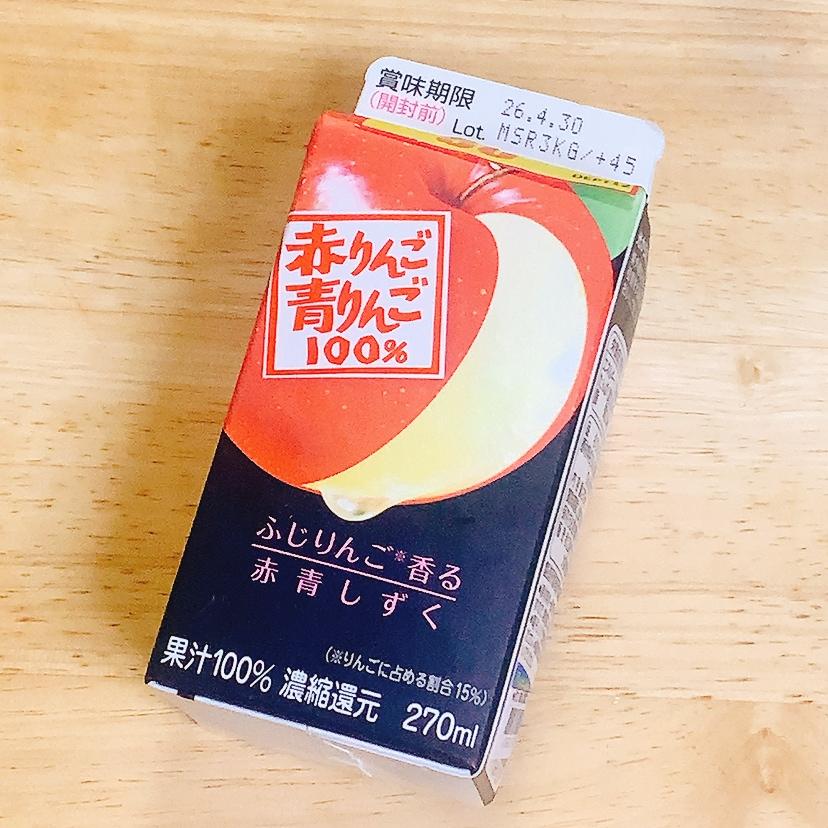 賞味期限
(開封前)
26.4.30
Lot MSR3KG/+45
赤りんご
青りんご
100%
ふじりんご※香る
赤青しずく
(※りんごに占める割合15%)
果汁100% 濃縮還元 270ml